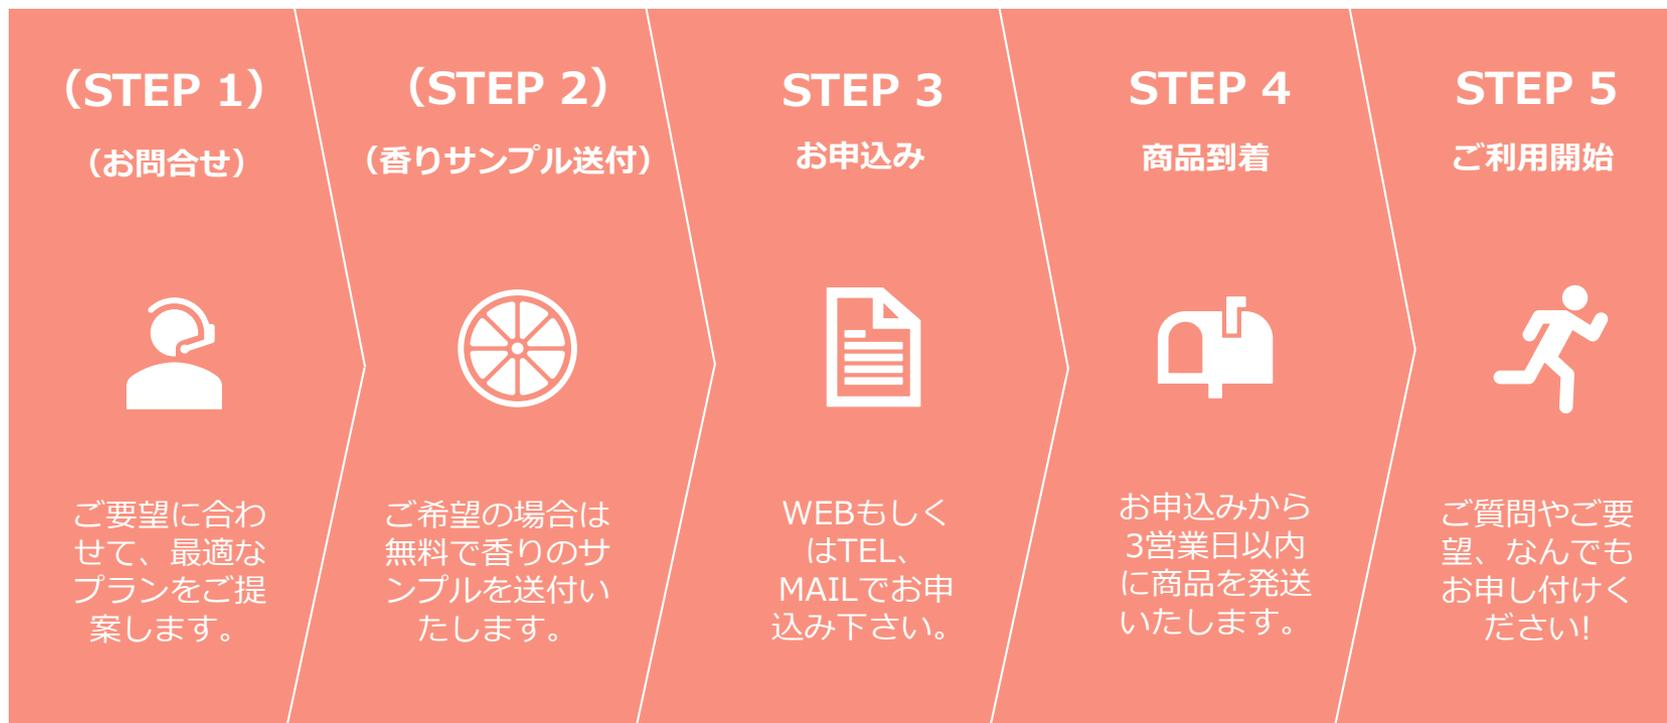 （STEP 1）
（お問合せ）
ご要望に合わ
せて、最適な
プランをご提
案します。
（STEP 2）
（香りサンプル送付）
ご希望の場合は
無料で香りのサ
ンプルを送付い
たします。
STEP 3
お申込み
WEBもしく
はTEL、
MAILでお申
込み下さい。
STEP 4
商品到着
お申込みから
3営業日以内
に商品を発送
いたします。
STEP 5
ご利用開始
ご質問やご要
望、なんでも
お申し付けく
ださい!